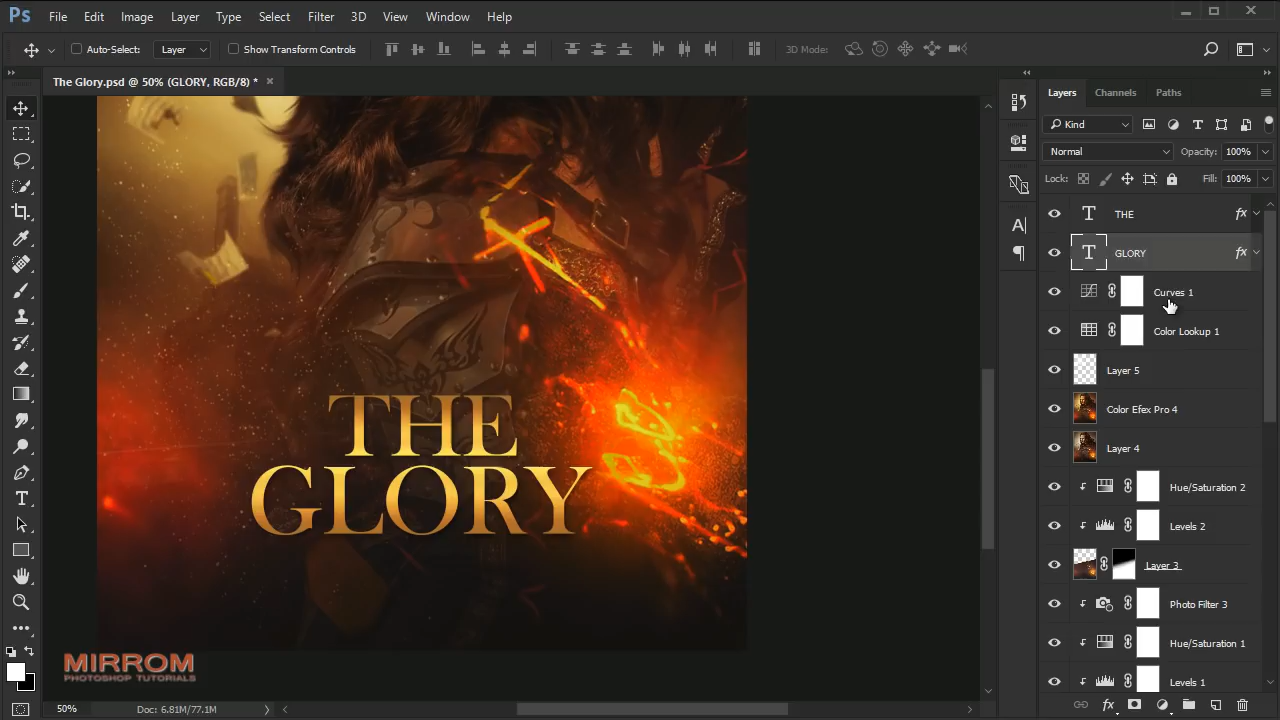 Ps File Edit Image Layer Type Select Filter 3D View Window Help
Auto-Select: Layer Show Transform Controls 3D Mode:
The Glory.psd @ 50% (GLORY, RGB/8) *
Layers Channels Paths
Kind
Normal Opacity: 100%
Lock: Fill: 100%
THE fx
GLORY fx
Curves 1
Color Lookup 1
Layer 5
Color Efex Pro 4
Layer 4
Hue/Saturation 2
Levels 2
Layer 3
Photo Filter 3
Hue/Saturation 1
Levels 1
fx
THE
GLORY
MIRROM
PHOTOSHOP TUTORIALS
50% Doc: 6.81M/77.1M